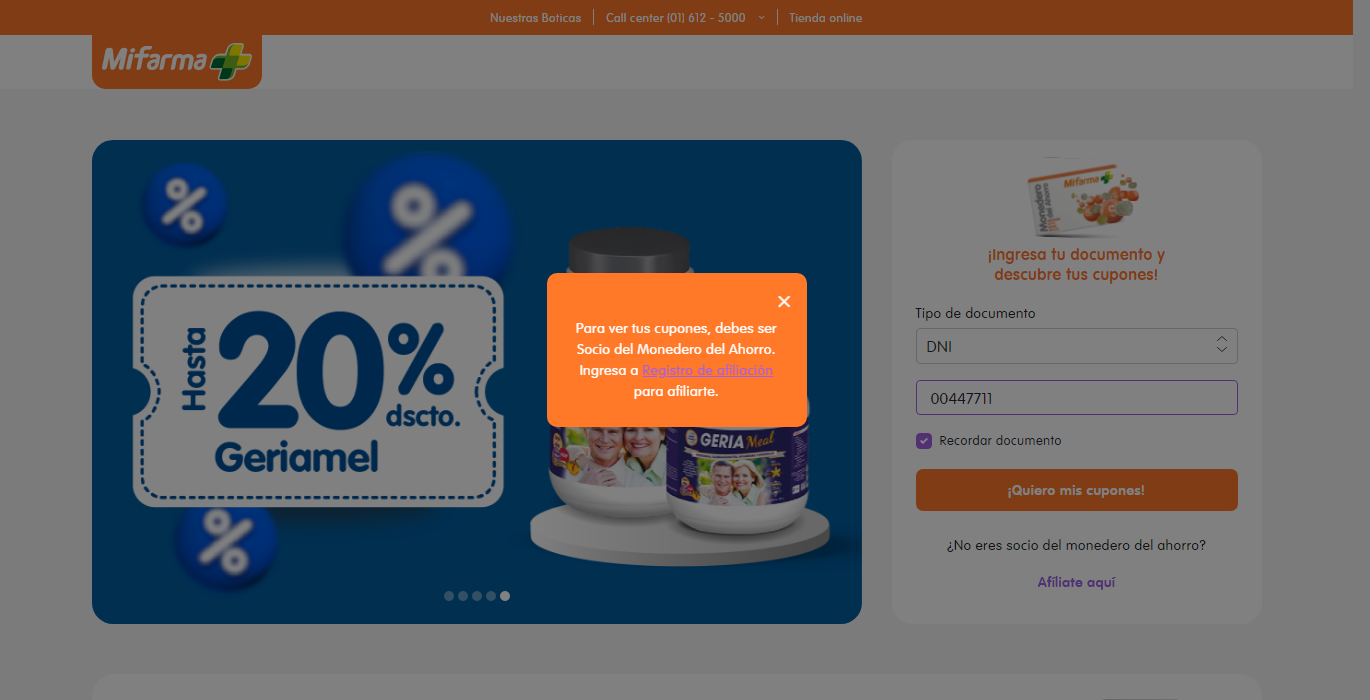 Nuestras Boticas
Call center (01) 612 - 5000
Tienda online
Mifarma
%
%
Hasta
20%
dscto.
Geriamel
%
GERIA Meal
Para ver tus cupones, debes ser
Socio del Monedero del Ahorro.
Ingresa a Registro de afiliación
para afiliarte.
Monedero
del Ahorro
Mifarma
¡Ingresa tu documento y
descubre tus cupones!
Tipo de documento
DNI
00447711
Recordar documento
¡Quiero mis cupones!
¿No eres socio del monedero del ahorro?
Afíliate aquí